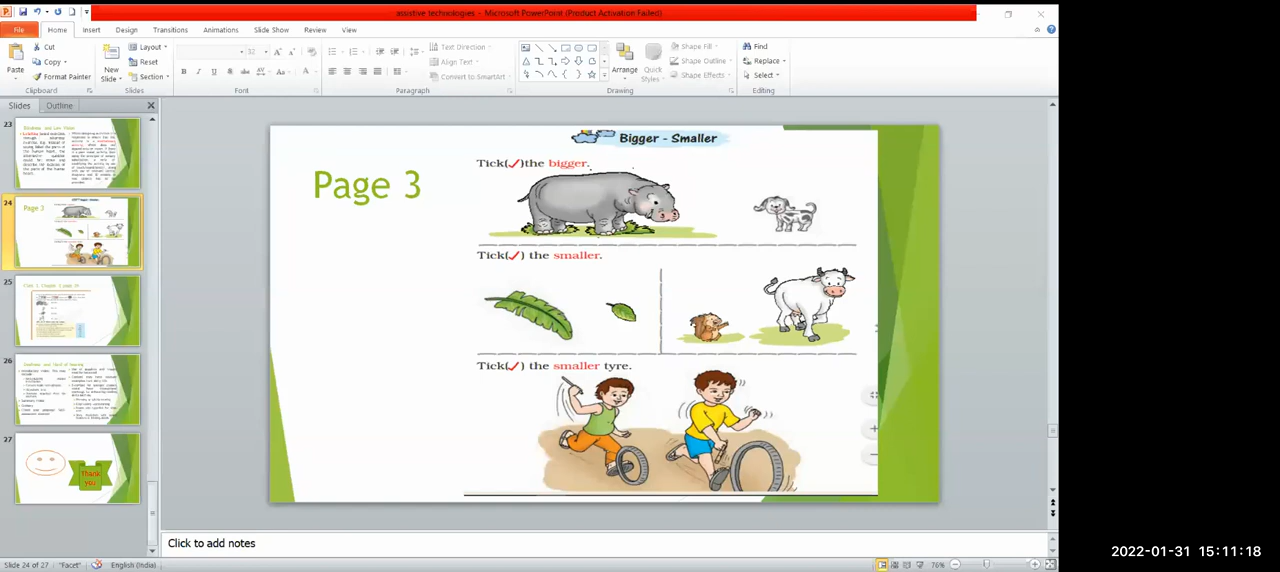 assistive technologies - Microsoft PowerPoint (Product Activation Failed)
File Home Insert Design Transitions Animations Slide Show Review View
Cut
Copy
Format Painter
Paste
Clipboard
New
Slide
Layout
Reset
Section
Slides
32
Font
Text Direction
Align Text
Convert to SmartArt
Paragraph
Arrange
Quick
Styles
Shape Fill
Shape Outline
Shape Effects
Drawing
Find
Replace
Select
Editing
Slides Outline
23
24
Page 3
25
26
27
Thank
you
Page 3
Bigger - Smaller
Tick(✓)the bigger.
Tick(✓) the smaller.
Tick(✓) the smaller tyre.
Click to add notes
Slide 24 of 27 "Facet" English (India)
76%
2022-01-31 15:11:18